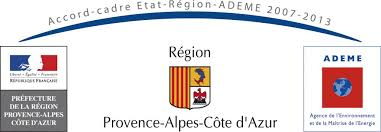 Accord-cadre Etat-Région-ADEME 2007-2013
Liberté • Égalité • Fraternité
RÉPUBLIQUE FRANÇAISE
PRÉFECTURE
DE LA RÉGION
PROVENCE-ALPES
CÔTE D'AZUR
Région
Provenance-Alpes-Côte d'Azur
ADEME
Agence de l'Environnement
et de la Maîtrise de l'Energie